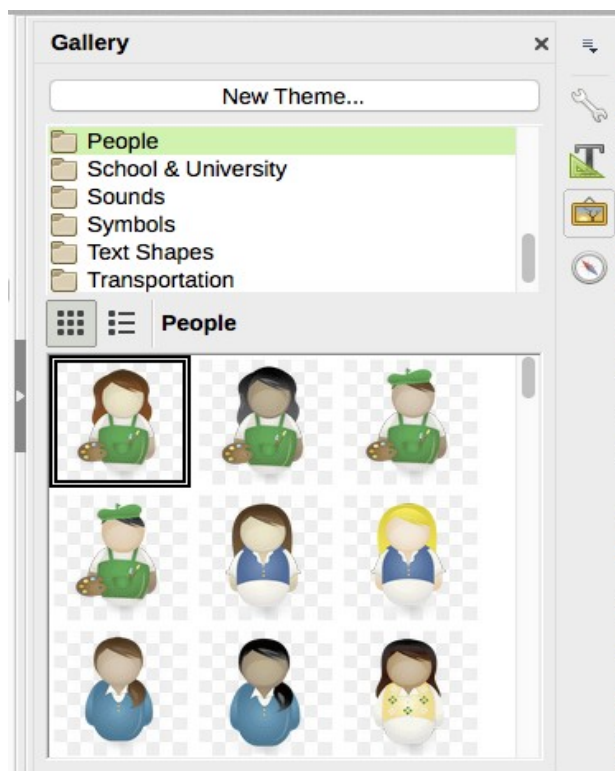 Gallery
New Theme...
People
School & University
Sounds
Symbols
Text Shapes
Transportation
People